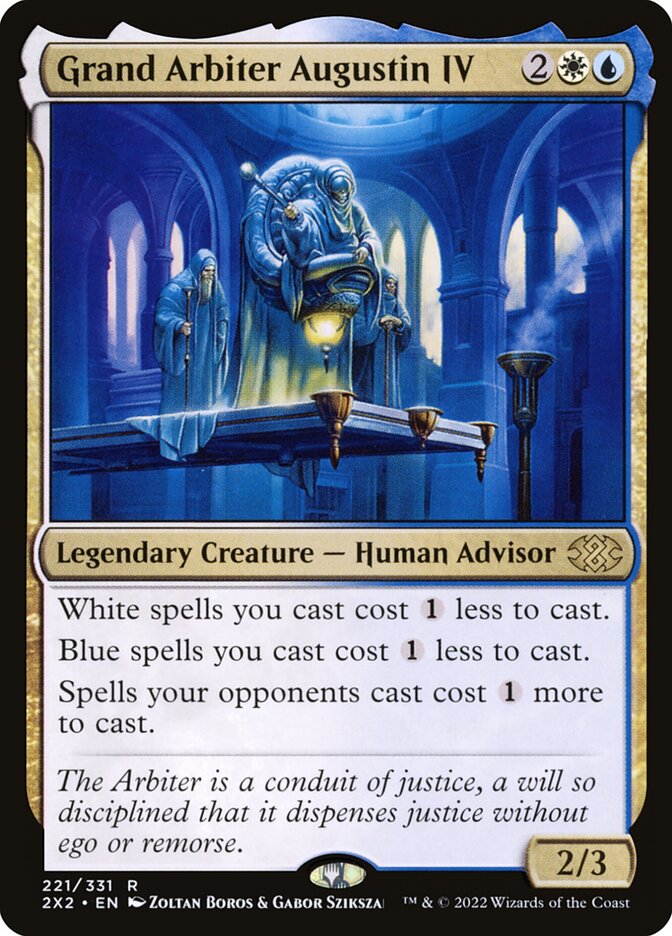 Grand Arbiter Augustin IV 2
Legendary Creature — Human Advisor
White spells you cast cost 1 less to cast.
Blue spells you cast cost 1 less to cast.
Spells your opponents cast cost 1 more
to cast.
The Arbiter is a conduit of justice, a will so
disciplined that it dispenses justice without
ego or remorse.
2/3
221/331 R
2X2 • EN Zoltan Boros & Gabor Sziksza
™ & © 2022 Wizards of the Coast